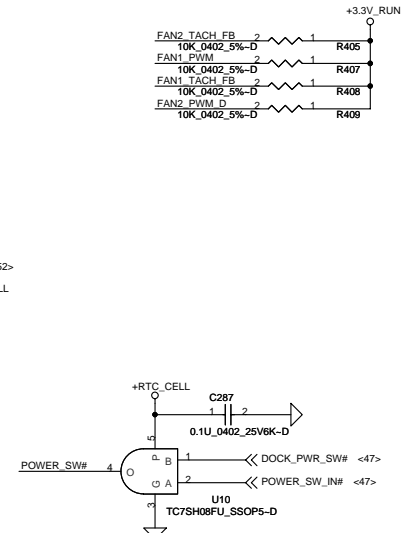 +3.3V_RUN
FAN2_TACH_FB 2 1
10K_0402_5%~D R405
FAN1_PWM 2 1
10K_0402_5%~D R407
FAN1_TACH_FB 2 1
10K_0402_5%~D R408
FAN2_PWM_D 2 1
10K_0402_5%~D R409
52>
LL
+RTC_CELL
C287
1 2
0.1U_0402_25V6K~D
5
P B 1 DOCK_PWR_SW# <47>
POWER_SW# 4 O
G A 2 POWER_SW_IN# <47>
3
U10
TC7SH08FU_SSOP5~D